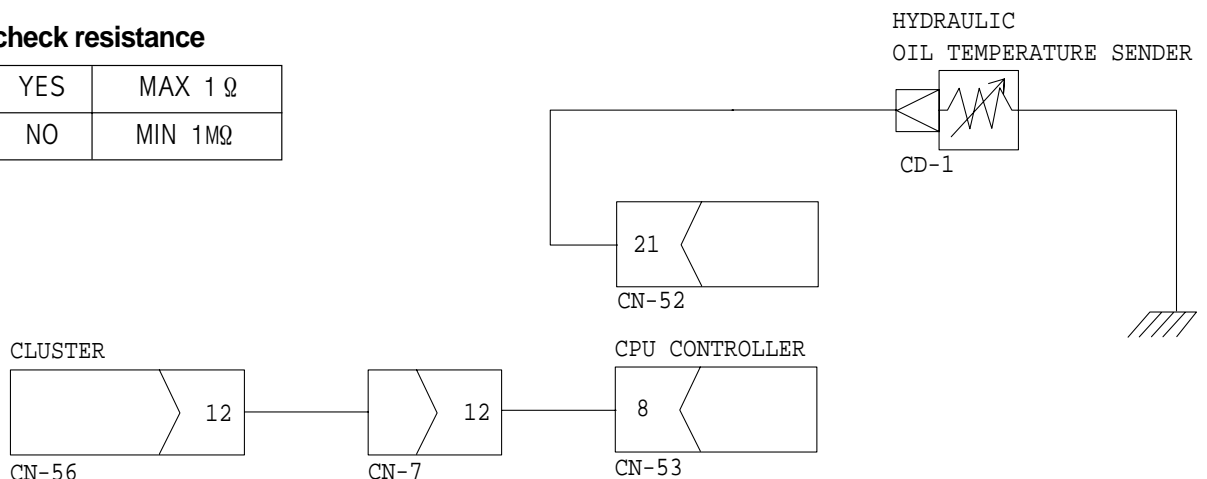 check resistance
YES MAX 1 Ω
NO MIN 1MΩ
HYDRAULIC
OIL TEMPERATURE SENDER
CD-1
21
CN-52
CLUSTER
12
CN-56
12
CN-7
CPU CONTROLLER
8
CN-53